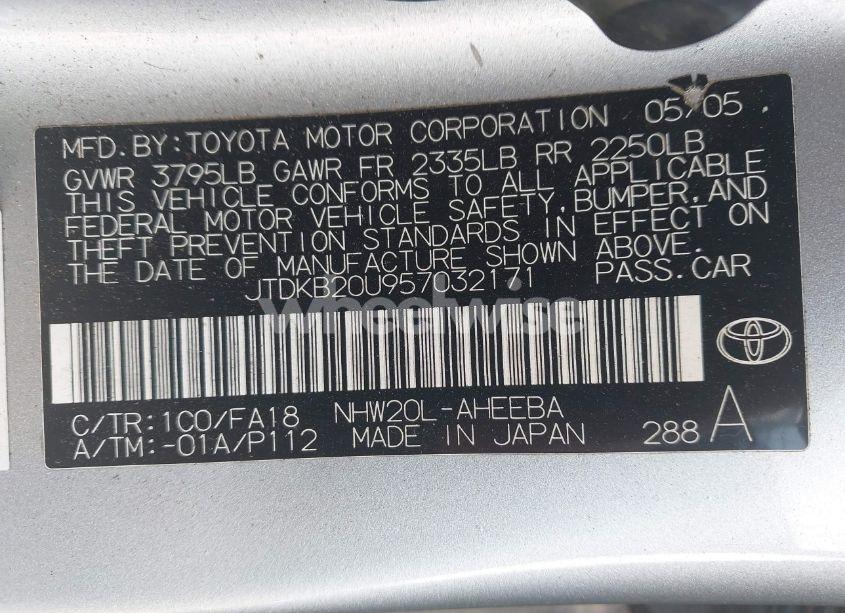 MFD. BY: TOYOTA MOTOR CORPORATION 05/05
GVWR 3795LB GAWR FR 2335LB RR 2250LB
THIS VEHICLE CONFORMS TO ALL APPLICABLE
FEDERAL MOTOR VEHICLE SAFETY, BUMPER, AND
THEFT PREVENTION STANDARDS IN EFFECT ON
THE DATE OF MANUFACTURE SHOWN ABOVE.
JTDKB20U957032171 PASS.CAR
Wheelwise
C/TR: 1C0/FA18 NHW20L-AHEEBA
A/TM: -01A/P112 MADE IN JAPAN 288 A